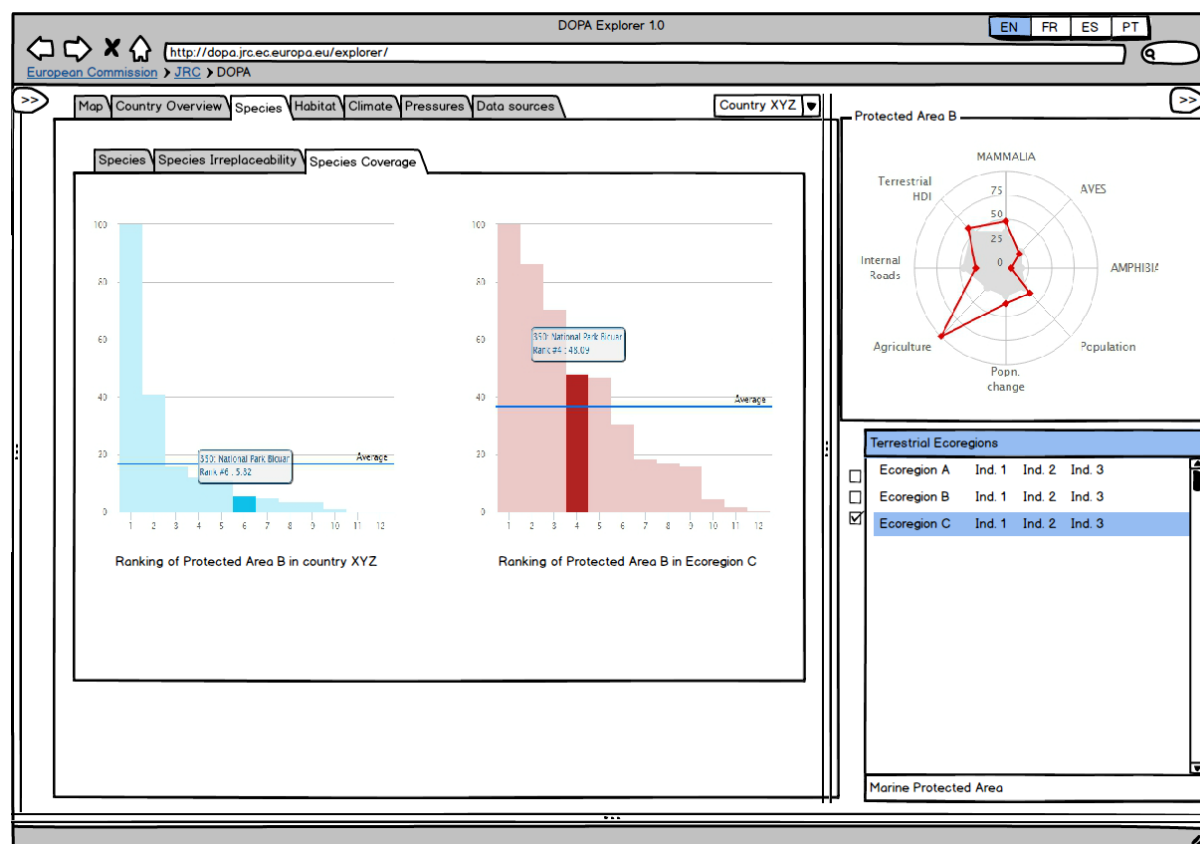 DOPA Explorer 1.0
EN FR ES PT
http://dopa.jrc.ec.europa.eu/explorer/
European Commission > JRC > DOPA
>>
>>
Map Country Overview Species Habitat Climate Pressures Data sources
Country XYZ
Species Species Irreplaceability Species Coverage
100
80
60
40
20
0
Average
350: National Park Bicuar
Rank #6 : 5.32
1 2 3 4 5 6 7 8 9 10 11 12
Ranking of Protected Area B in country XYZ
100
80
60
40
20
0
350: National Park Bicuar
Rank #4 : 48.09
Average
1 2 3 4 5 6 7 8 9 10 11 12
Ranking of Protected Area B in Ecoregion C
Protected Area B
MAMMALIA
AVES
AMPHIBIA
Population
Popn.
change
Agriculture
Internal
Roads
Terrestrial
HDI
75
50
25
0
Terrestrial Ecoregions
Ecoregion A Ind. 1 Ind. 2 Ind. 3
Ecoregion B Ind. 1 Ind. 2 Ind. 3
Ecoregion C Ind. 1 Ind. 2 Ind. 3
Marine Protected Area